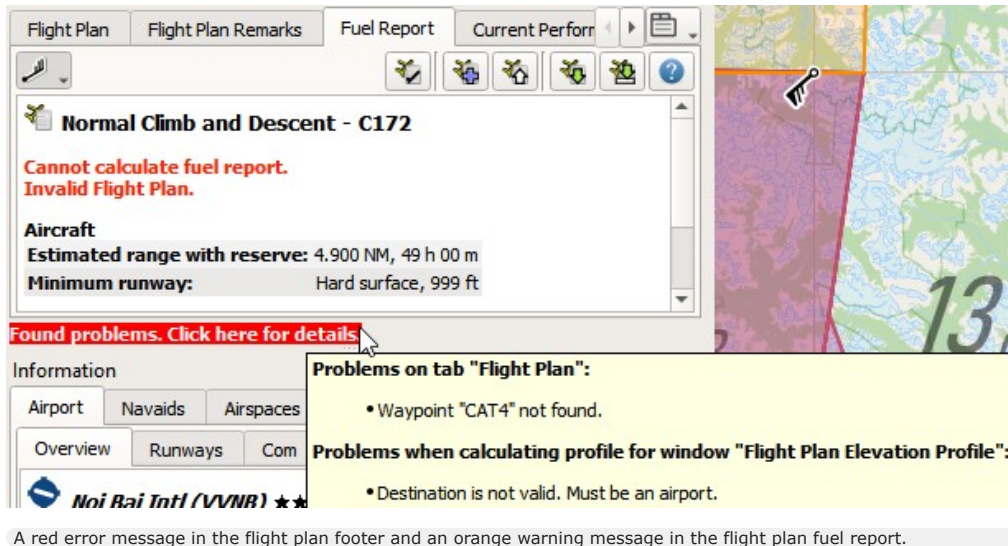 Flight Plan Flight Plan Remarks Fuel Report Current Perforr
Normal Climb and Descent - C172
Cannot calculate fuel report.
Invalid Flight Plan.
Aircraft
Estimated range with reserve: 4.900 NM, 49 h 00 m
Minimum runway: Hard surface, 999 ft
13
Found problems. Click here for details.
Information
Airport Navaids Airspaces
Overview Runways Com
Noi Bai Intl (VVNB) ★★
Problems on tab "Flight Plan":
• Waypoint "CAT4" not found.
Problems when calculating profile for window "Flight Plan Elevation Profile":
• Destination is not valid. Must be an airport.
A red error message in the flight plan footer and an orange warning message in the flight plan fuel report.